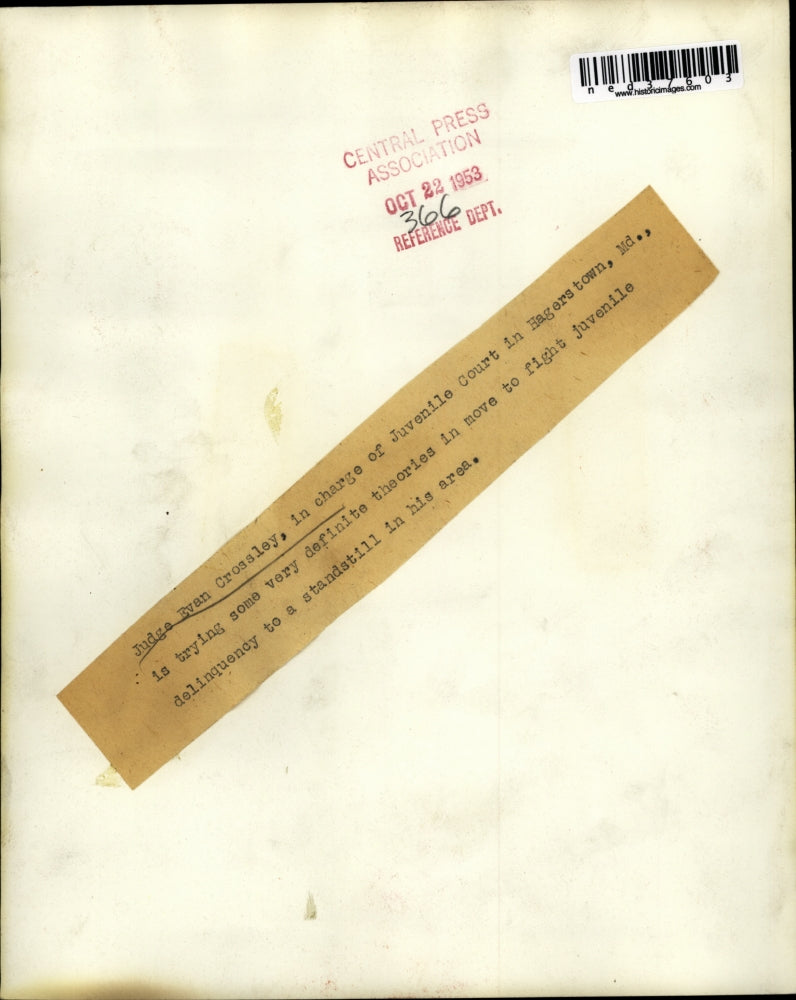 ned37603
www.historicimages.com
CENTRAL PRESS
ASSOCIATION
OCT 22 1953
366
REFERENCE DEPT.
Judge Evan Crossley, in charge of Juvenile Court in Hagerstown, Md.,
is trying some very definite theories in move to fight juvenile
delinquency to a standstill in his area.